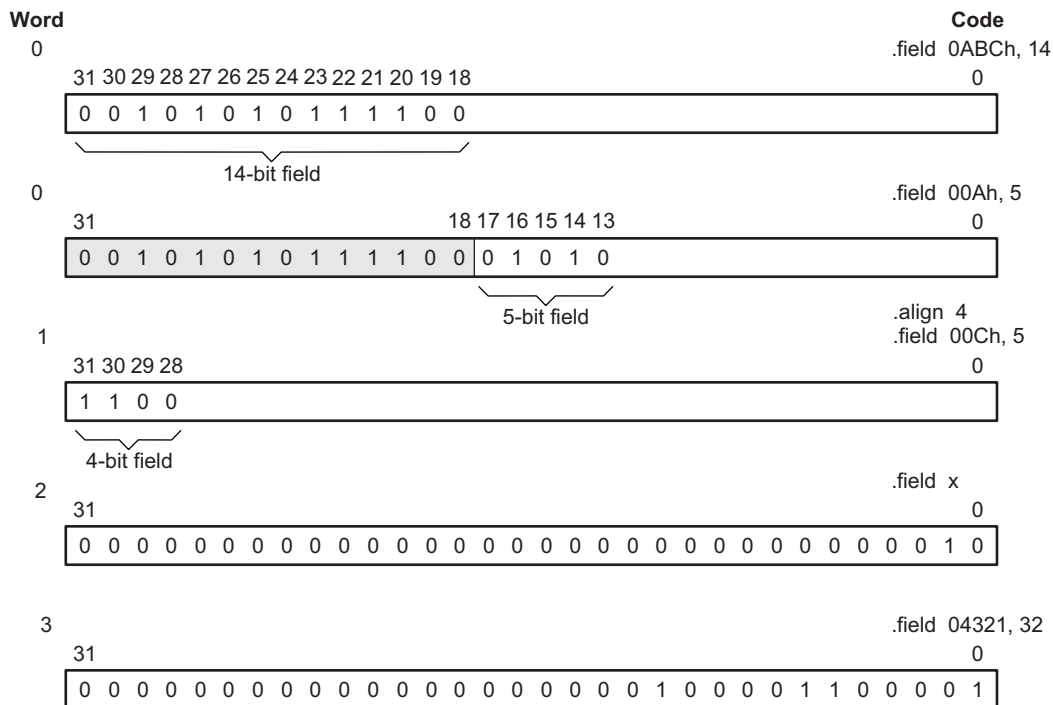 Word Code
0 .field 0ABCh, 14
31 30 29 28 27 26 25 24 23 22 21 20 19 18 0
0 0 1 0 1 0 1 0 1 1 1 1 0 0
14-bit field
0 .field 00Ah, 5
31 18 17 16 15 14 13 0
0 0 1 0 1 0 1 0 1 1 1 1 0 0 0 1 0 1 0
5-bit field
.align 4
1 .field 00Ch, 5
31 30 29 28 0
1 1 0 0
4-bit field
2 .field x
31 0
0 0 0 0 0 0 0 0 0 0 0 0 0 0 0 0 0 0 0 0 0 0 0 0 0 0 0 0 0 0 1 0
3 .field 04321, 32
31 0
0 0 0 0 0 0 0 0 0 0 0 0 0 0 0 0 0 0 0 0 1 0 0 0 0 1 1 0 0 0 0 1